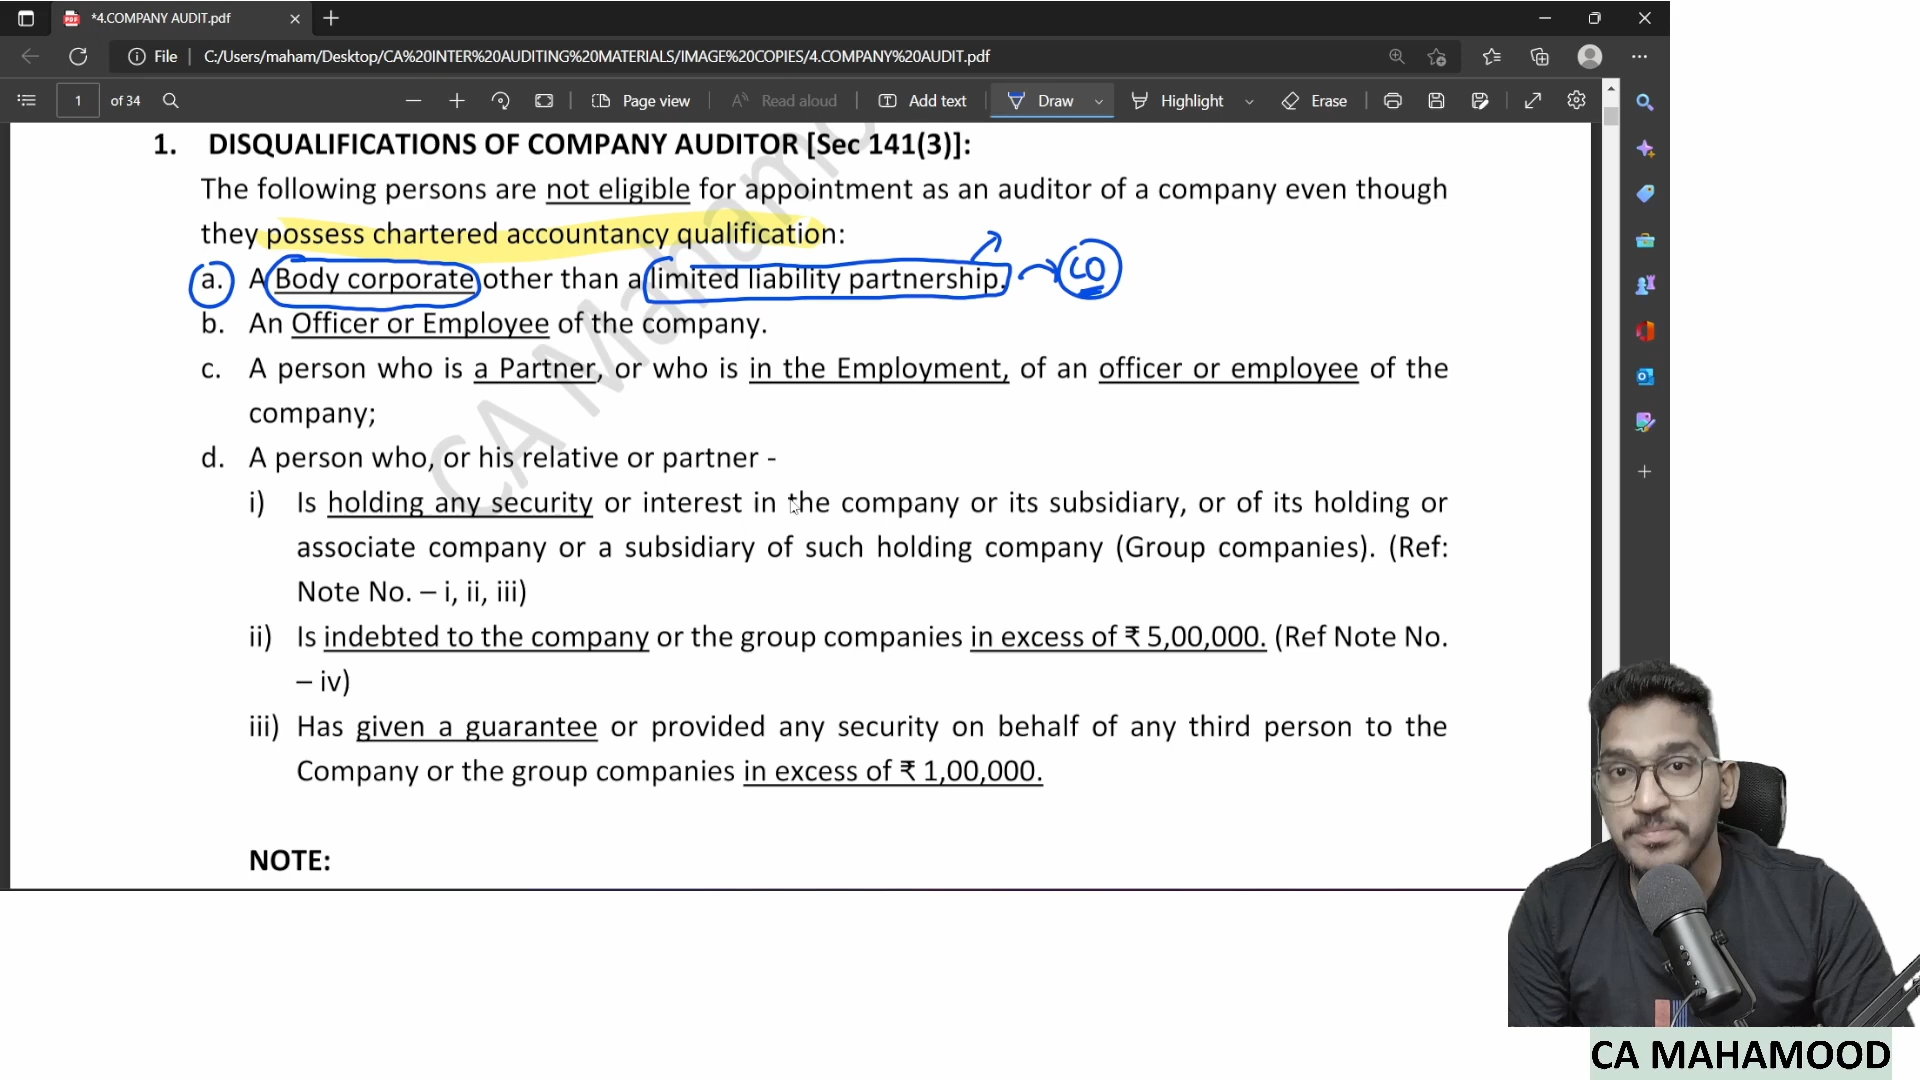 *4.COMPANY AUDIT.pdf
File C:/Users/maham/Desktop/CA%20INTER%20AUDITING%20MATERIALS/IMAGE%20COPIES/4.COMPANY%20AUDIT.pdf
1 of 34 Page view Read aloud Add text Draw Highlight Erase
1. DISQUALIFICATIONS OF COMPANY AUDITOR [Sec 141(3)]:
The following persons are not eligible for appointment as an auditor of a company even though
they possess chartered accountancy qualification:
a. A Body corporate other than a limited liability partnership. CO
b. An Officer or Employee of the company.
c. A person who is a Partner, or who is in the Employment, of an officer or employee of the
company;
d. A person who, or his relative or partner -
i) Is holding any security or interest in the company or its subsidiary, or of its holding or
associate company or a subsidiary of such holding company (Group companies). (Ref:
Note No. – i, ii, iii)
ii) Is indebted to the company or the group companies in excess of ₹ 5,00,000. (Ref Note No.
– iv)
iii) Has given a guarantee or provided any security on behalf of any third person to the
Company or the group companies in excess of ₹ 1,00,000.
NOTE:
CA Mahamo
CA MAHAMOOD